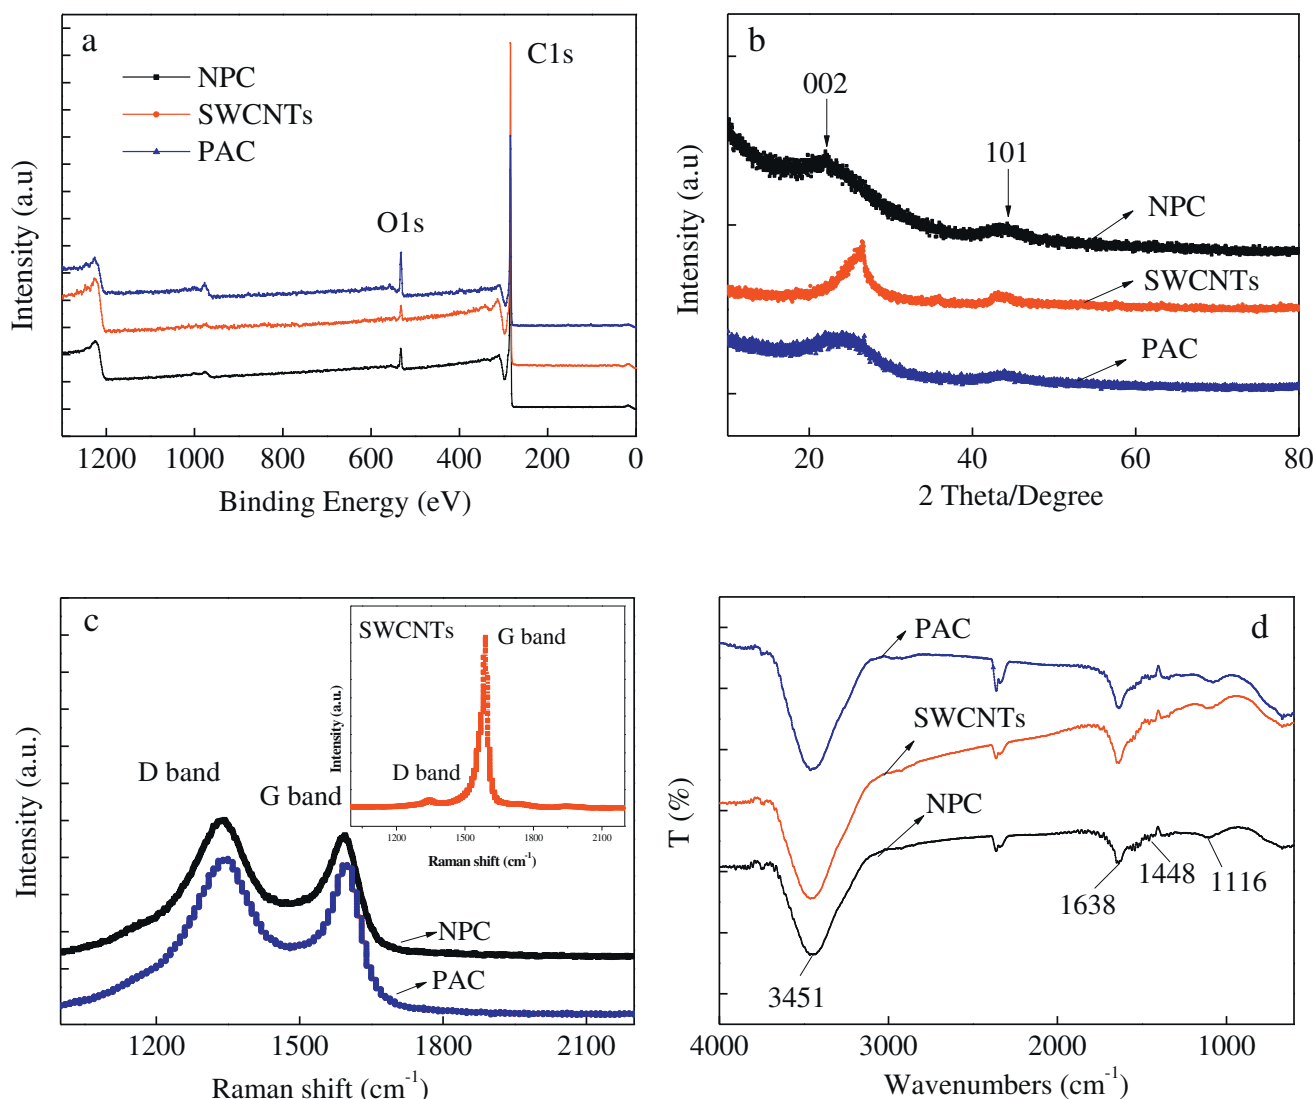 a
C1s
NPC
SWCNTs
PAC
O1s
Intensity (a.u)
1200 1000 800 600 400 200 0
Binding Energy (eV)
b
002
101
NPC
SWCNTs
PAC
Intensity (a.u)
20 40 60 80
2 Theta/Degree
c
D band
G band
NPC
PAC
Intensity (a.u.)
1200 1500 1800 2100
Raman shift (cm⁻¹)
SWCNTs
G band
D band
Intensity (a.u.)
1200 1500 1800 2100
Raman shift (cm⁻¹)
d
PAC
SWCNTs
NPC
3451
1638
1448
1116
T (%)
4000 3000 2000 1000
Wavenumbers (cm⁻¹)